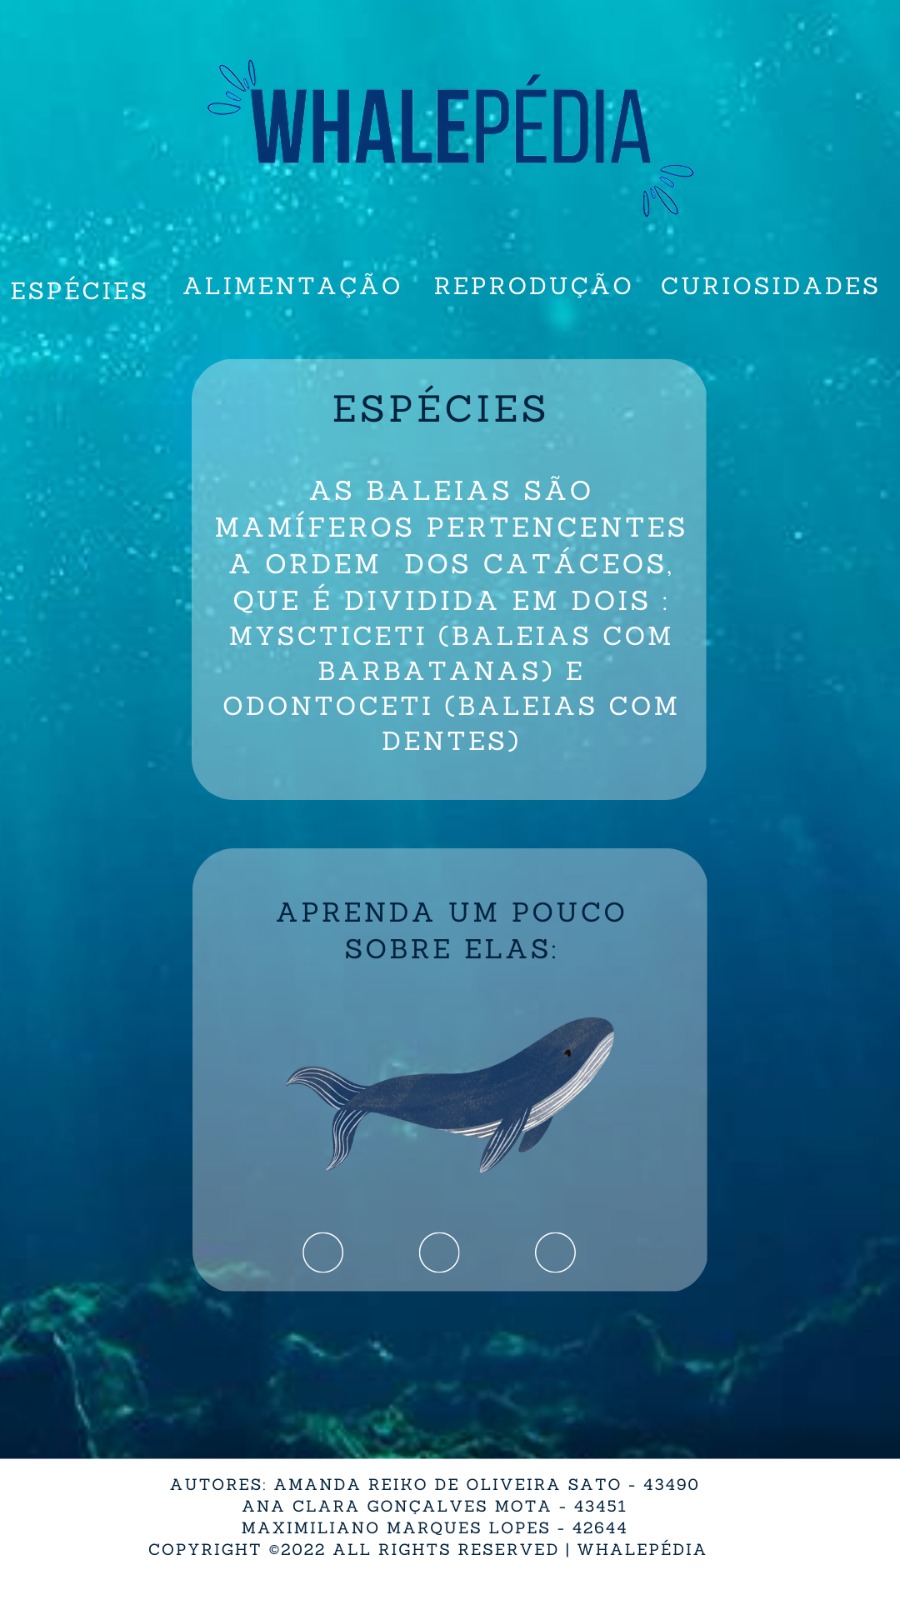 WHALEPÉDIA
ESPÉCIES ALIMENTAÇÃO REPRODUÇÃO CURIOSIDADES
ESPÉCIES
AS BALEIAS SÃO
MAMÍFEROS PERTENCENTES
A ORDEM DOS CATÁCEOS,
QUE É DIVIDIDA EM DOIS :
MYSCTICETI (BALEIAS COM
BARBATANAS) E
ODONTOCETI (BALEIAS COM
DENTES)
APRENDA UM POUCO
SOBRE ELAS:
AUTORES: AMANDA REIKO DE OLIVEIRA SATO - 43490
ANA CLARA GONÇALVES MOTA - 43451
MAXIMILIANO MARQUES LOPES - 42644
COPYRIGHT ©2022 ALL RIGHTS RESERVED | WHALEPÉDIA